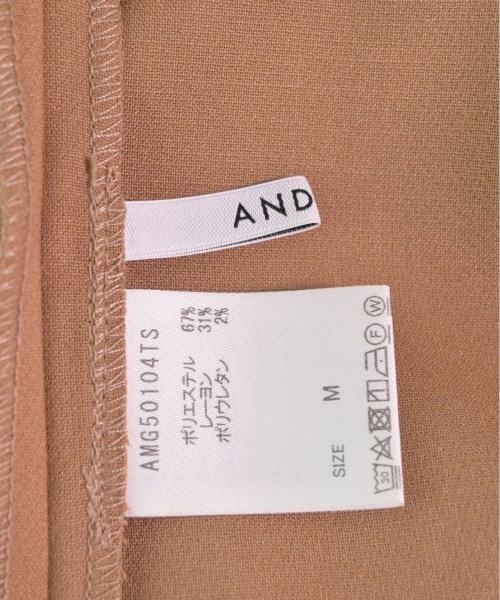 AND
AMG50104TS
ポリエステル 67%
レーヨン 31%
ポリウレタン 2%
SIZE M
30 F W